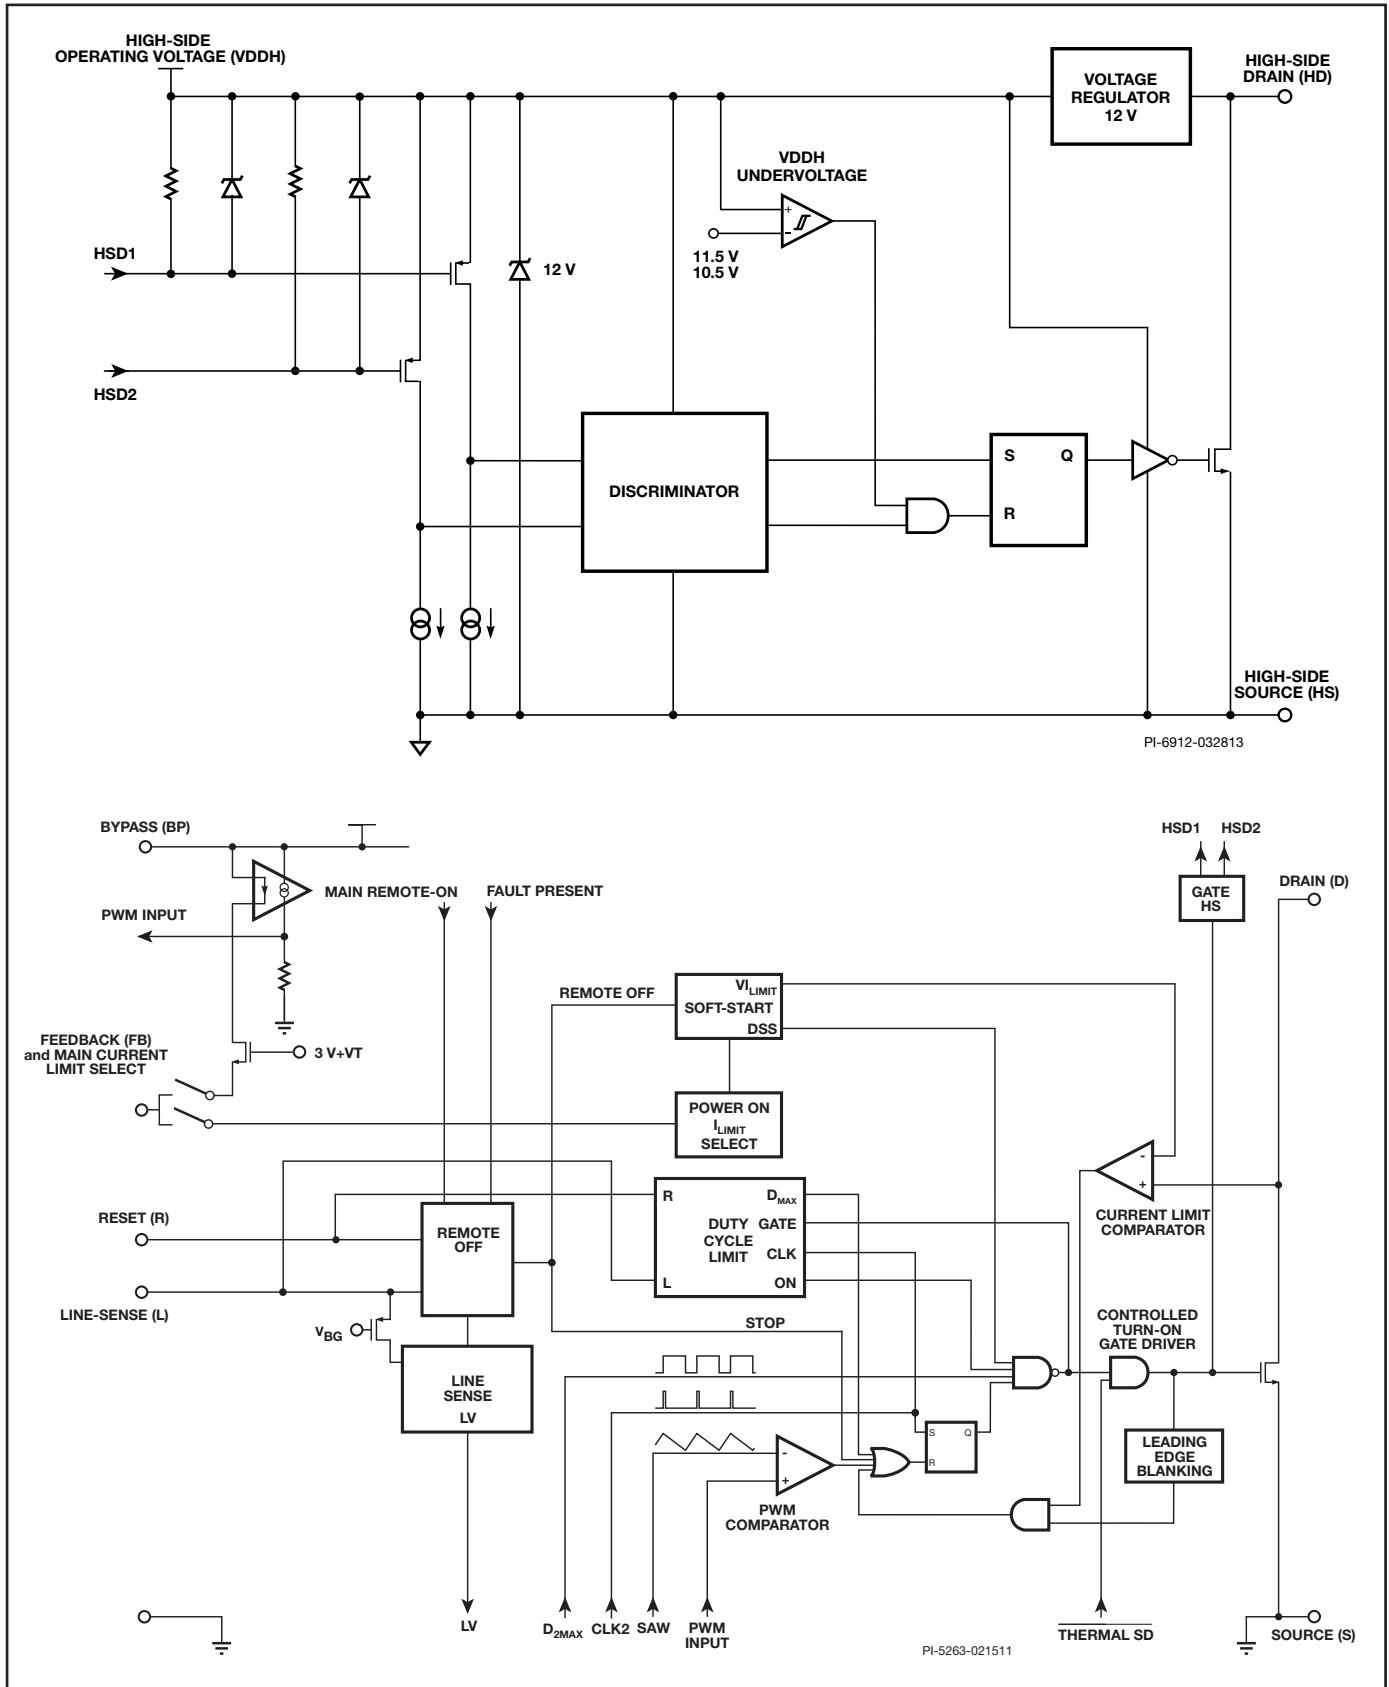 HIGH-SIDE
OPERATING VOLTAGE (VDDH)
VOLTAGE
REGULATOR
12 V
HIGH-SIDE
DRAIN (HD)
VDDH
UNDERVOLTAGE
+
-
11.5 V
10.5 V
HSD1
12 V
HSD2
DISCRIMINATOR
S
Q
R
HIGH-SIDE
SOURCE (HS)
PI-6912-032813
BYPASS (BP)
MAIN REMOTE-ON
FAULT PRESENT
HSD1
HSD2
GATE
HS
DRAIN (D)
PWM INPUT
REMOTE OFF
VI LIMIT
SOFT-START
DSS
FEEDBACK (FB)
and MAIN CURRENT
LIMIT SELECT
3 V+VT
POWER ON
I LIMIT
SELECT
-
+
CURRENT LIMIT
COMPARATOR
RESET (R)
REMOTE
OFF
R
D MAX
DUTY
CYCLE
LIMIT
GATE
CLK
L
ON
LINE-SENSE (L)
V BG
STOP
CONTROLLED
TURN-ON
GATE DRIVER
LINE
SENSE
LV
S
Q
R
LEADING
EDGE
BLANKING
-
+
PWM
COMPARATOR
LV
D2MAX
CLK2
SAW
PWM
INPUT
THERMAL SD
SOURCE (S)
PI-5263-021511